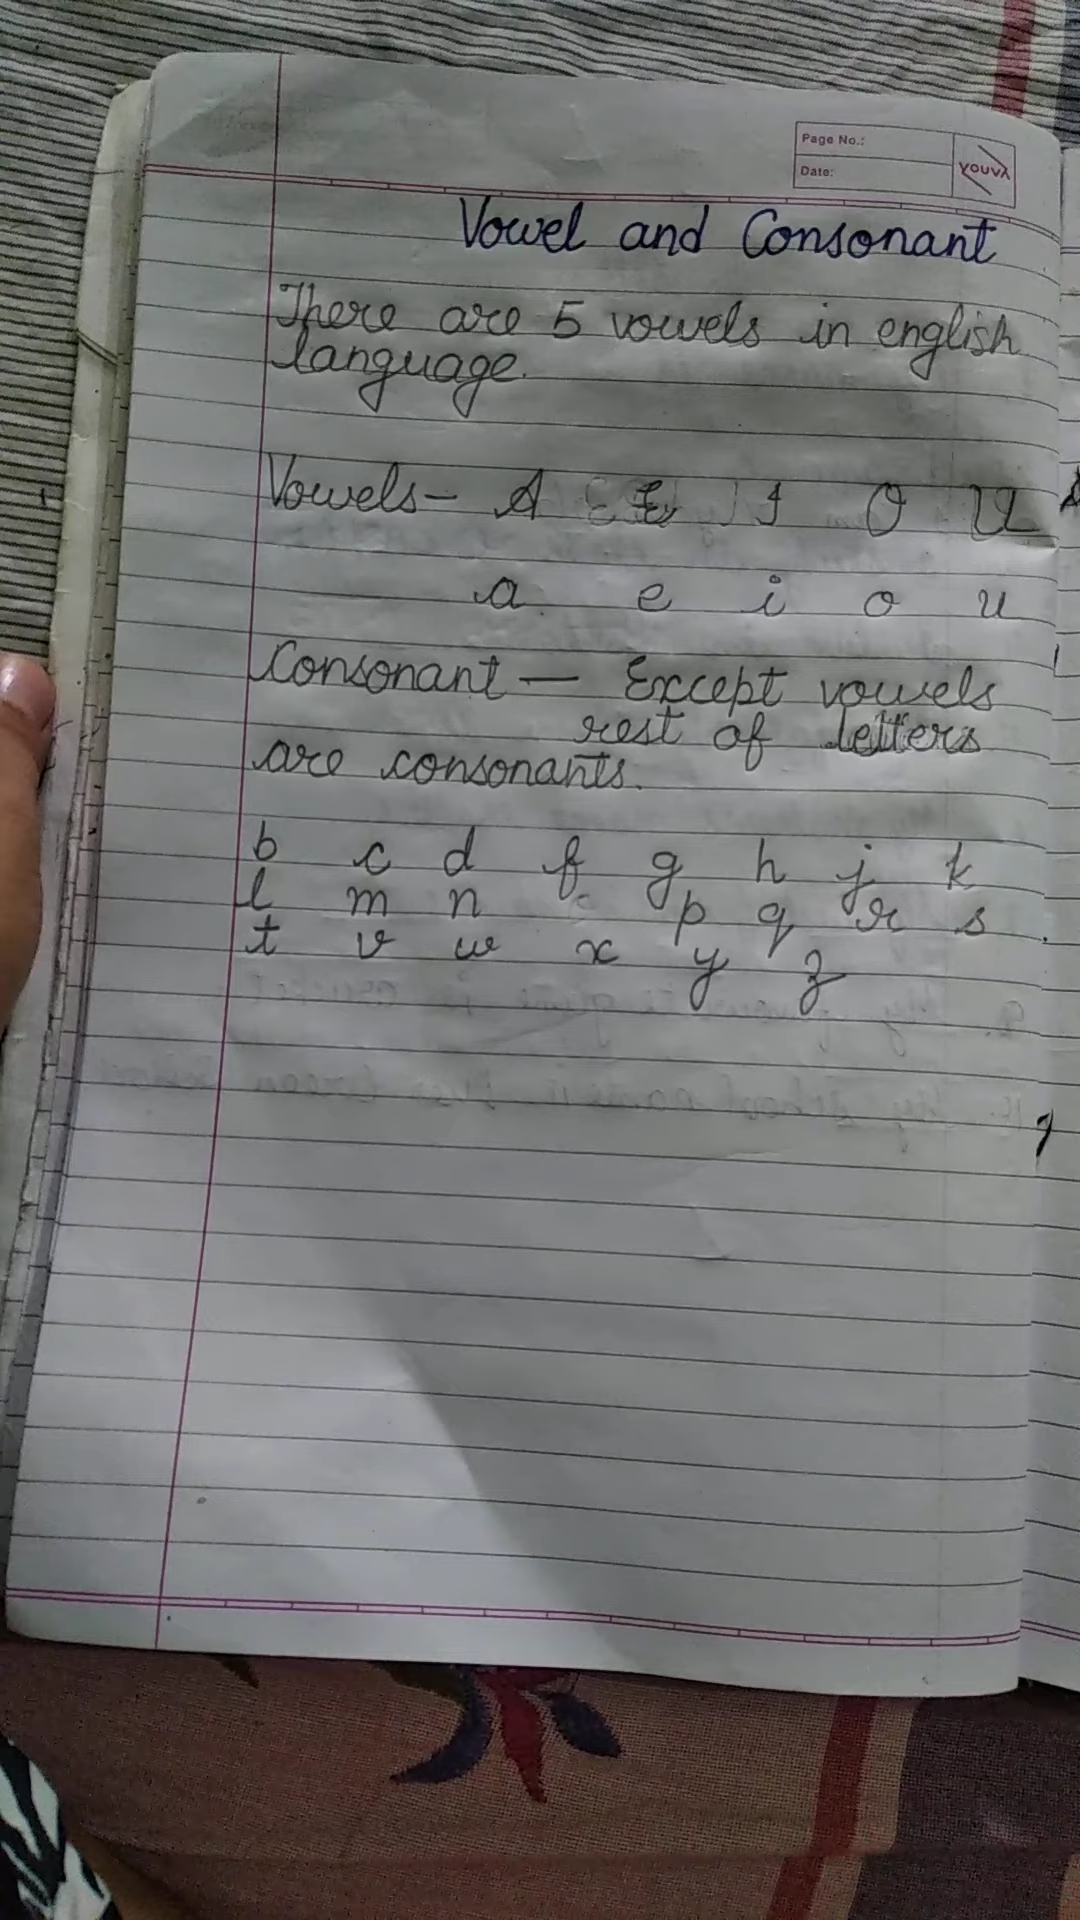 Page No.:
Date:
YOUVA
Vowel and Consonant
There are 5 vowels in english
language.
Vowels- A E I O U
a e i o u
Consonant - Except vowels
rest of letters
are consonants.
b c d f g h j k
l m n p q r s
t v w x y z